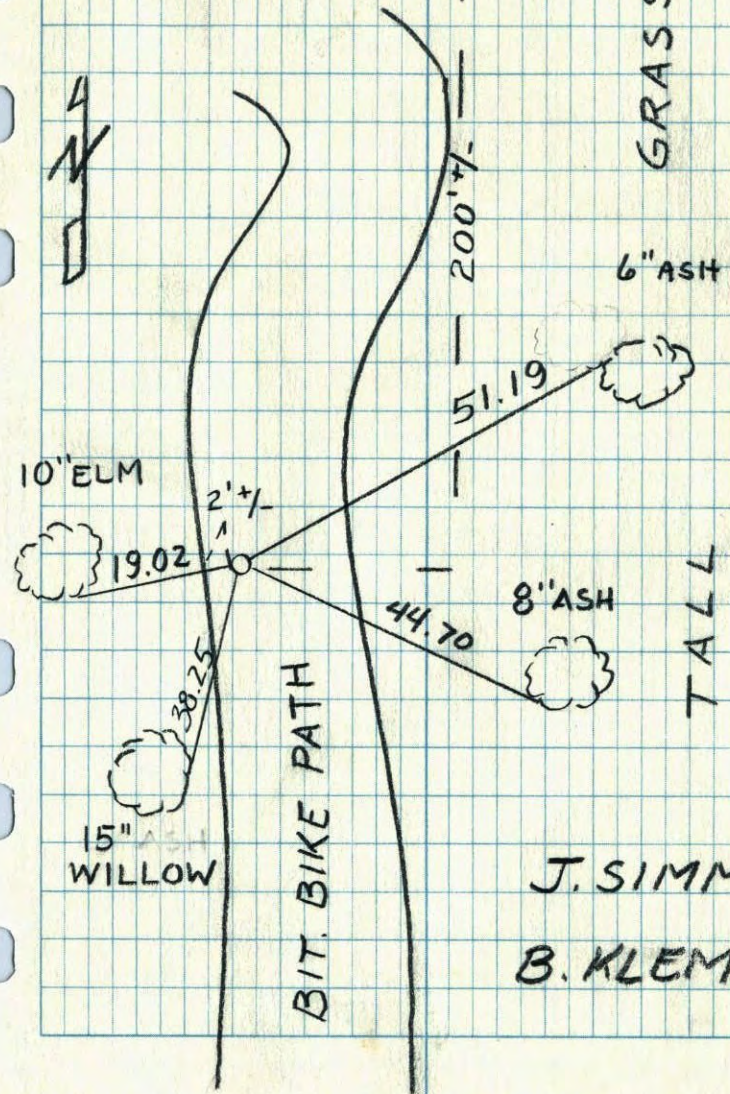 GRASS
N
200'+/-
6" ASH
51.19
10" ELM
2'+/-
19.02
8" ASH
44.70
TALL
38.25
15"
WILLOW
BIT. BIKE PATH
J. SIMM
B. KLEM